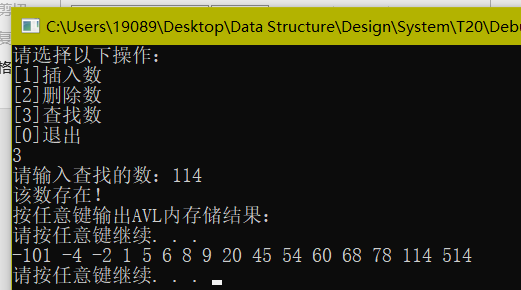 C:\Users\19089\Desktop\Data Structure\Design\System\T20\Debu
请选择以下操作：
[1]插入数
[2]删除数
[3]查找数
[0]退出
3
请输入查找的数：114
该数存在！
按任意键输出AVL内存储结果：
请按任意键继续. . .
-101 -4 -2 1 5 6 8 9 20 45 54 60 68 78 114 514
请按任意键继续. . .